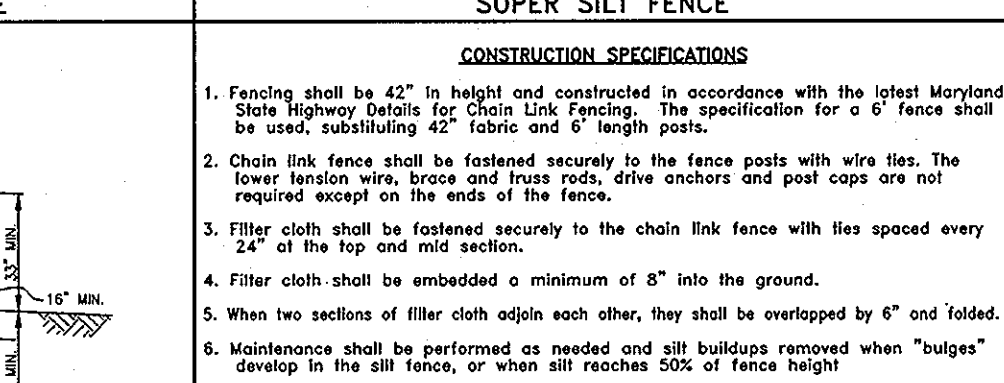 SUPER SILT FENCE
CONSTRUCTION SPECIFICATIONS
1. Fencing shall be 42" in height and constructed in accordance with the latest Maryland
State Highway Details for Chain Link Fencing. The specification for a 6' fence shall
be used, substituting 42" fabric and 6' length posts.
2. Chain link fence shall be fastened securely to the fence posts with wire ties. The
lower tension wire, brace and truss rods, drive anchors and post caps are not
required except on the ends of the fence.
3. Filter cloth shall be fastened securely to the chain link fence with ties spaced every
24" at the top and mid section.
4. Filter cloth shall be embedded a minimum of 8" into the ground.
5. When two sections of filter cloth adjoin each other, they shall be overlapped by 6" and folded.
6. Maintenance shall be performed as needed and silt buildups removed when "bulges"
develop in the silt fence, or when silt reaches 50% of fence height
33" MIN.
16" MIN.
MIN.